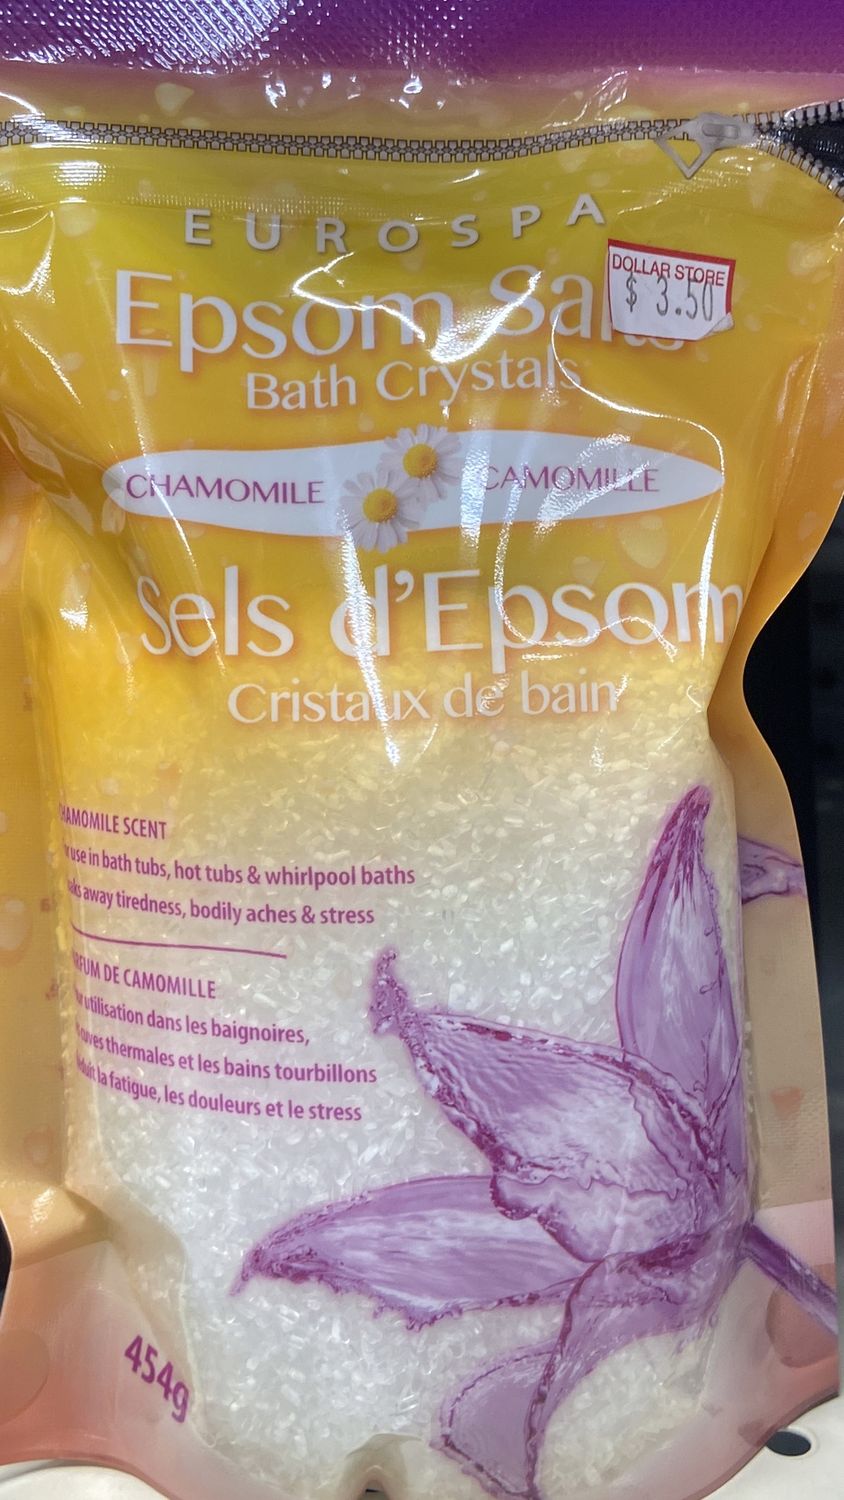 EUROSPA
DOLLAR STORE
$ 3.50
Epsom Salts
Bath Crystals
CHAMOMILE CAMOMILLE
Sels d'Epsom
Cristaux de bain
CHAMOMILE SCENT
use in bath tubs, hot tubs & whirlpool baths
away tiredness, bodily aches & stress
PARFUM DE CAMOMILLE
utilisation dans les baignoires,
thermales et les bains tourbillons
la fatigue, les douleurs et le stress
454g